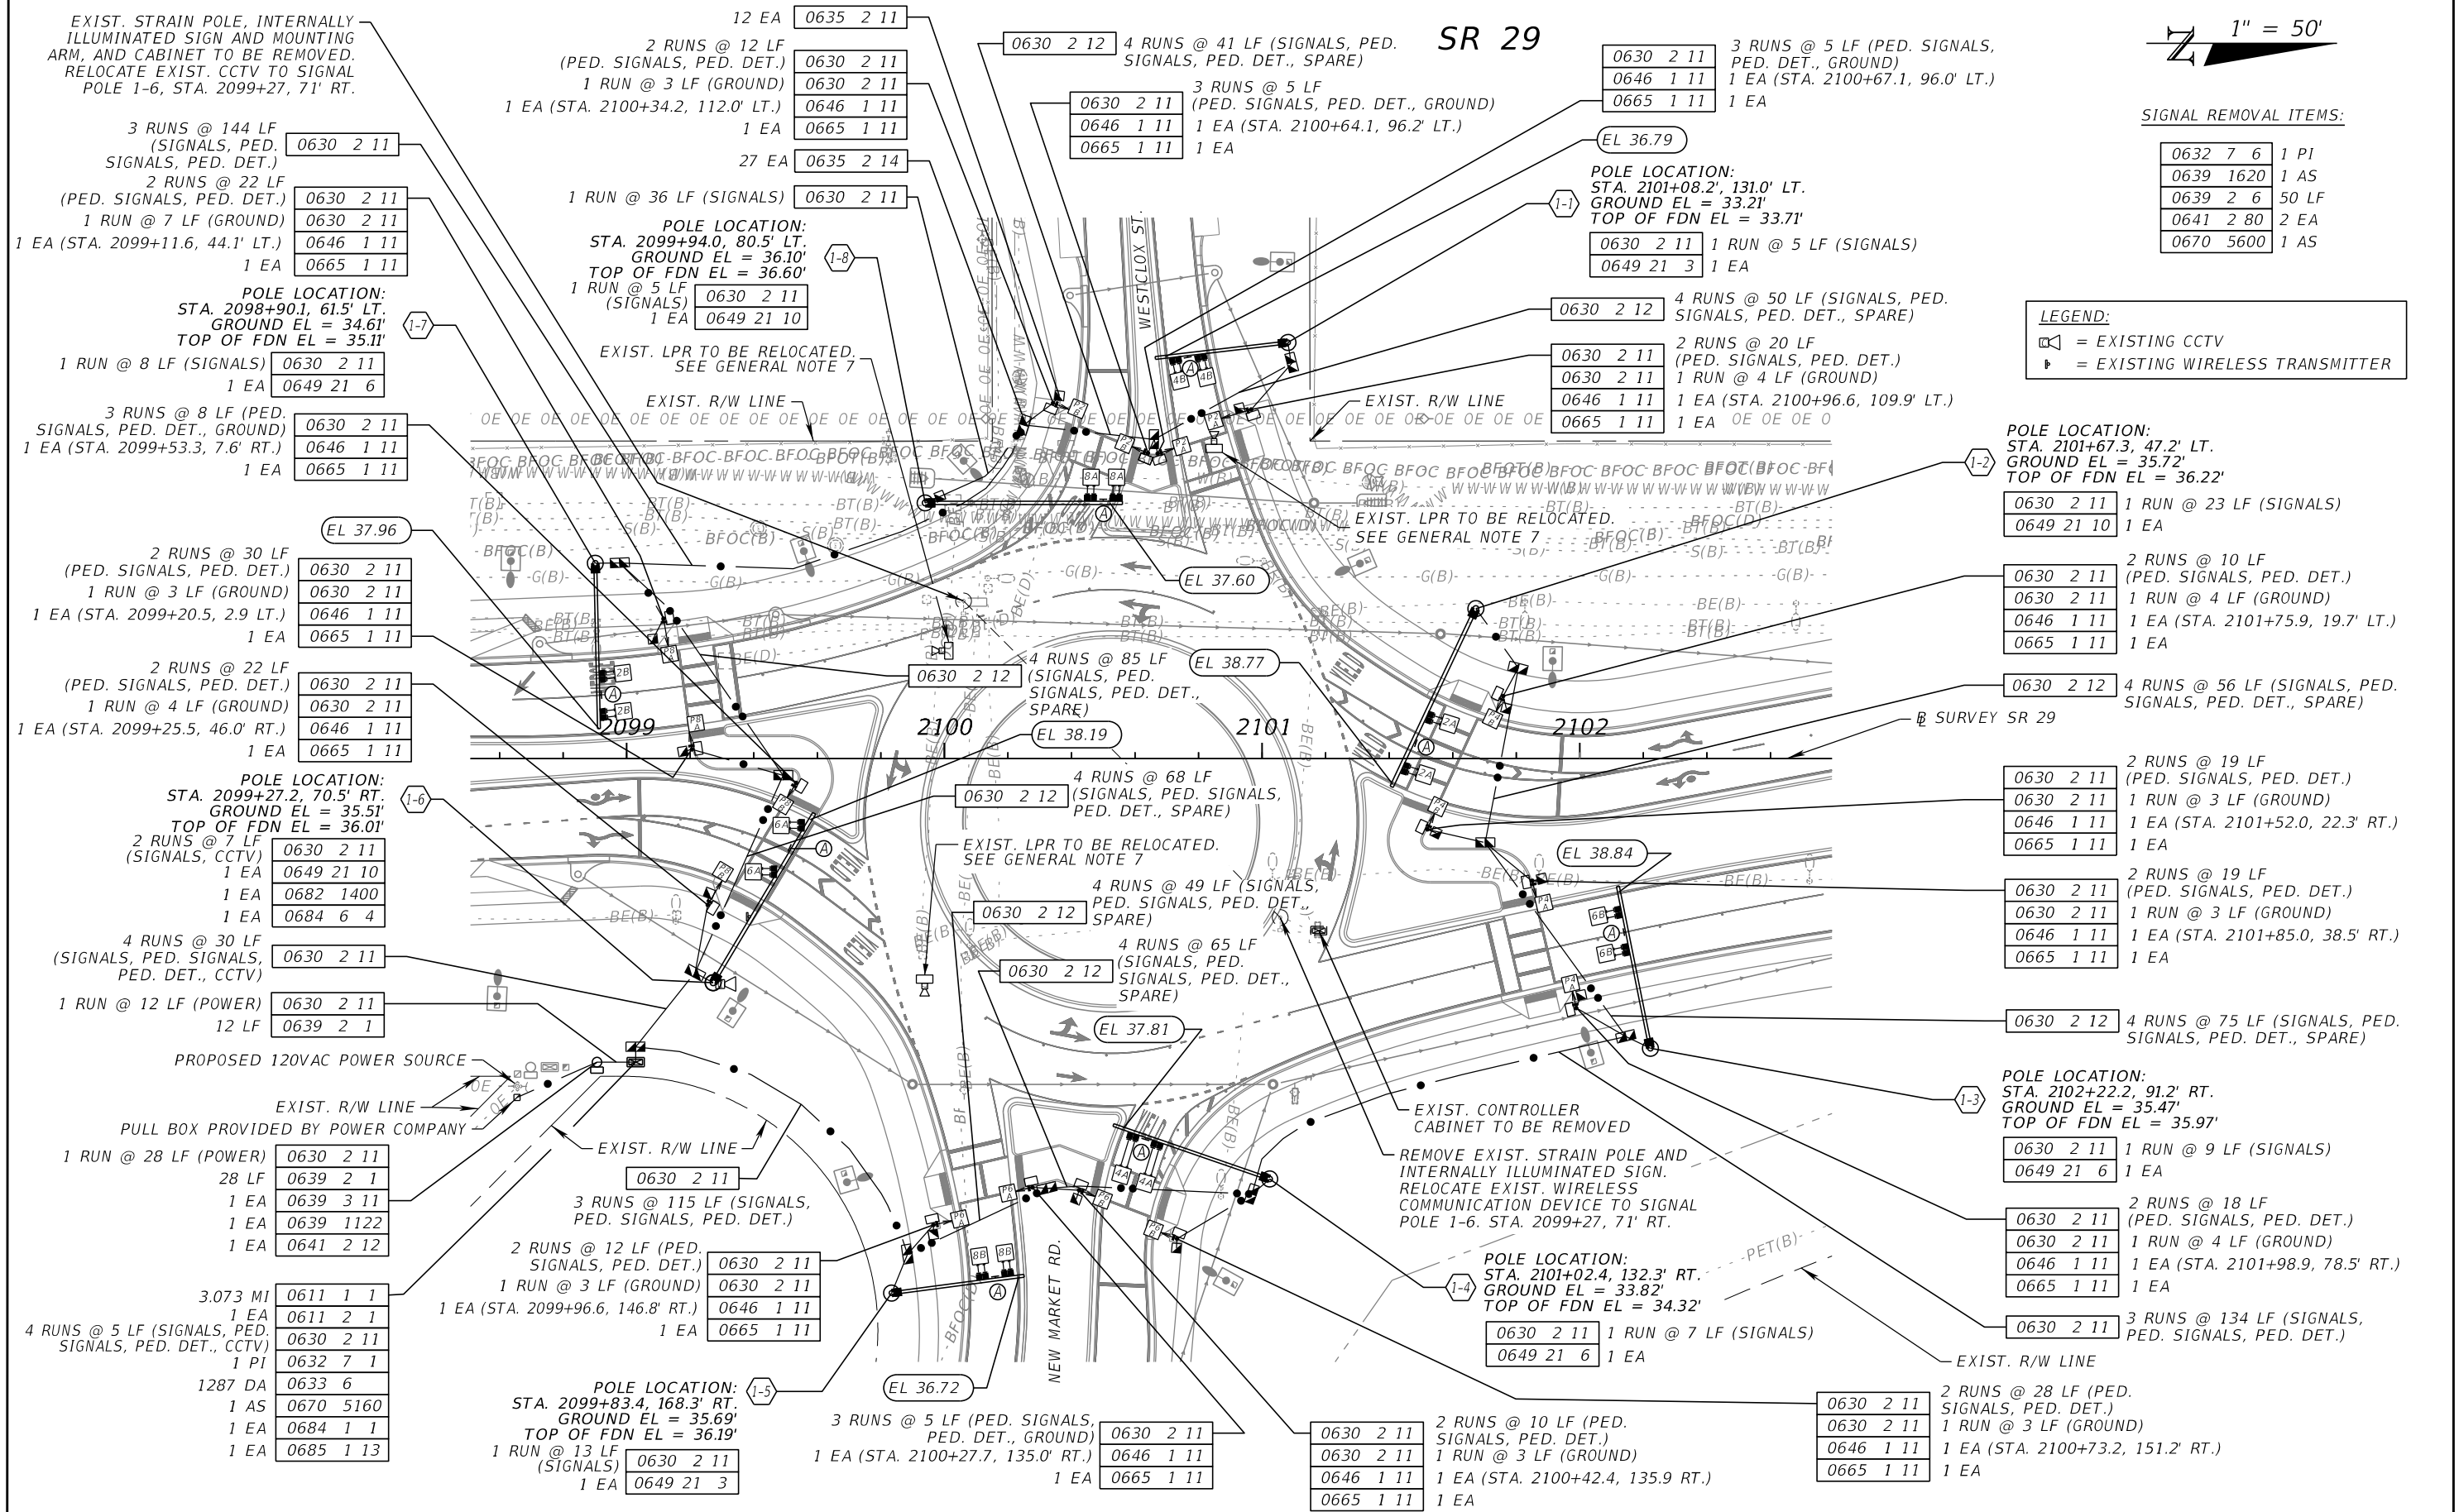 SR 29
1" = 50'
EXIST. STRAIN POLE, INTERNALLY
ILLUMINATED SIGN AND MOUNTING
ARM, AND CABINET TO BE REMOVED.
RELOCATE EXIST. CCTV TO SIGNAL
POLE 1-6, STA. 2099+27, 71' RT.
3 RUNS @ 144 LF
(SIGNALS, PED. 0630 2 11
SIGNALS, PED. DET.)
2 RUNS @ 22 LF
(PED. SIGNALS, PED. DET.) 0630 2 11
1 RUN @ 7 LF (GROUND) 0630 2 11
1 EA (STA. 2099+11.6, 44.1' LT.) 0646 1 11
1 EA 0665 1 11
POLE LOCATION:
STA. 2098+90.1, 61.5' LT.
GROUND EL = 34.61' 1-7
TOP OF FDN EL = 35.11'
1 RUN @ 8 LF (SIGNALS) 0630 2 11
1 EA 0649 21 6
3 RUNS @ 8 LF (PED.
SIGNALS, PED. DET., GROUND) 0630 2 11
1 EA (STA. 2099+53.3, 7.6' RT.) 0646 1 11
1 EA 0665 1 11
EL 37.96
2 RUNS @ 30 LF
(PED. SIGNALS, PED. DET.) 0630 2 11
1 RUN @ 3 LF (GROUND) 0630 2 11
1 EA (STA. 2099+20.5, 2.9 LT.) 0646 1 11
1 EA 0665 1 11
2 RUNS @ 22 LF
(PED. SIGNALS, PED. DET.) 0630 2 11
1 RUN @ 4 LF (GROUND) 0630 2 11
1 EA (STA. 2099+25.5, 46.0' RT.) 0646 1 11
1 EA 0665 1 11
POLE LOCATION:
STA. 2099+27.2, 70.5' RT.
GROUND EL = 35.51' 1-6
TOP OF FDN EL = 36.01'
2 RUNS @ 7 LF
(SIGNALS, CCTV) 0630 2 11
1 EA 0649 21 10
1 EA 0682 1400
1 EA 0684 6 4
4 RUNS @ 30 LF
(SIGNALS, PED. SIGNALS, 0630 2 11
PED. DET., CCTV)
1 RUN @ 12 LF (POWER) 0630 2 11
12 LF 0639 2 1
PROPOSED 120VAC POWER SOURCE
EXIST. R/W LINE
PULL BOX PROVIDED BY POWER COMPANY
1 RUN @ 28 LF (POWER) 0630 2 11
28 LF 0639 2 1
1 EA 0639 3 11
1 EA 0639 1122
1 EA 0641 2 12
3.073 MI 0611 1 1
1 EA 0611 2 1
4 RUNS @ 5 LF (SIGNALS, PED.
SIGNALS, PED. DET., CCTV) 0630 2 11
1 PI 0632 7 1
1287 DA 0633 6
1 AS 0670 5160
1 EA 0684 1 1
1 EA 0685 1 13
12 EA 0635 2 11
2 RUNS @ 12 LF
(PED. SIGNALS, PED. DET.) 0630 2 11
1 RUN @ 3 LF (GROUND) 0630 2 11
1 EA (STA. 2100+34.2, 112.0' LT.) 0646 1 11
1 EA 0665 1 11
27 EA 0635 2 14
1 RUN @ 36 LF (SIGNALS) 0630 2 11
POLE LOCATION:
STA. 2099+94.0, 80.5' LT.
GROUND EL = 36.10' 1-8
TOP OF FDN EL = 36.60'
1 RUN @ 5 LF
(SIGNALS) 0630 2 11
1 EA 0649 21 10
EXIST. LPR TO BE RELOCATED.
SEE GENERAL NOTE 7
EXIST. R/W LINE
0630 2 12 4 RUNS @ 41 LF (SIGNALS, PED.
SIGNALS, PED. DET., SPARE)
3 RUNS @ 5 LF
0630 2 11 (PED. SIGNALS, PED. DET., GROUND)
0646 1 11 1 EA (STA. 2100+64.1, 96.2' LT.)
0665 1 11 1 EA
WESTCLOX ST.
3 RUNS @ 5 LF (PED. SIGNALS,
0630 2 11 PED. DET., GROUND)
0646 1 11 1 EA (STA. 2100+67.1, 96.0' LT.)
0665 1 11 1 EA
EL 36.79
POLE LOCATION:
STA. 2101+08.2', 131.0' LT.
1-1 GROUND EL = 33.21'
TOP OF FDN EL = 33.71'
0630 2 11 1 RUN @ 5 LF (SIGNALS)
0649 21 3 1 EA
0630 2 12 4 RUNS @ 50 LF (SIGNALS, PED.
SIGNALS, PED. DET., SPARE)
2 RUNS @ 20 LF
0630 2 11 (PED. SIGNALS, PED. DET.)
0630 2 11 1 RUN @ 4 LF (GROUND)
0646 1 11 1 EA (STA. 2100+96.6, 109.9' LT.)
0665 1 11 1 EA
EXIST. R/W LINE
SIGNAL REMOVAL ITEMS:
0632 7 6 1 PI
0639 1620 1 AS
0639 2 6 50 LF
0641 2 80 2 EA
0670 5600 1 AS
LEGEND:
= EXISTING CCTV
= EXISTING WIRELESS TRANSMITTER
POLE LOCATION:
STA. 2101+67.3, 47.2' LT.
1-2 GROUND EL = 35.72'
TOP OF FDN EL = 36.22'
0630 2 11 1 RUN @ 23 LF (SIGNALS)
0649 21 10 1 EA
2 RUNS @ 10 LF
0630 2 11 (PED. SIGNALS, PED. DET.)
0630 2 11 1 RUN @ 4 LF (GROUND)
0646 1 11 1 EA (STA. 2101+75.9, 19.7' LT.)
0665 1 11 1 EA
0630 2 12 4 RUNS @ 56 LF (SIGNALS, PED.
SIGNALS, PED. DET., SPARE)
SURVEY SR 29
2 RUNS @ 19 LF
0630 2 11 (PED. SIGNALS, PED. DET.)
0630 2 11 1 RUN @ 3 LF (GROUND)
0646 1 11 1 EA (STA. 2101+52.0, 22.3' RT.)
0665 1 11 1 EA
2 RUNS @ 19 LF
0630 2 11 (PED. SIGNALS, PED. DET.)
0630 2 11 1 RUN @ 3 LF (GROUND)
0646 1 11 1 EA (STA. 2101+85.0, 38.5' RT.)
0665 1 11 1 EA
0630 2 12 4 RUNS @ 75 LF (SIGNALS, PED.
SIGNALS, PED. DET., SPARE)
POLE LOCATION:
STA. 2102+22.2, 91.2' RT.
1-3 GROUND EL = 35.47'
TOP OF FDN EL = 35.97'
0630 2 11 1 RUN @ 9 LF (SIGNALS)
0649 21 6 1 EA
2 RUNS @ 18 LF
0630 2 11 (PED. SIGNALS, PED. DET.)
0630 2 11 1 RUN @ 4 LF (GROUND)
0646 1 11 1 EA (STA. 2101+98.9, 78.5' RT.)
0665 1 11 1 EA
0630 2 11 3 RUNS @ 134 LF (SIGNALS,
PED. SIGNALS, PED. DET.)
EXIST. R/W LINE
2 RUNS @ 28 LF (PED.
0630 2 11 SIGNALS, PED. DET.)
0630 2 11 1 RUN @ 3 LF (GROUND)
0646 1 11 1 EA (STA. 2100+73.2, 151.2' RT.)
0665 1 11 1 EA
EXIST. LPR TO BE RELOCATED.
SEE GENERAL NOTE 7
EL 37.60
EL 38.77
0630 2 12 4 RUNS @ 85 LF
(SIGNALS, PED.
SIGNALS, PED. DET.,
SPARE)
2099 2100 2101 2102
EL 38.19
0630 2 12 4 RUNS @ 68 LF
(SIGNALS, PED. SIGNALS,
PED. DET., SPARE)
EXIST. LPR TO BE RELOCATED.
SEE GENERAL NOTE 7
EL 38.84
0630 2 12 4 RUNS @ 49 LF (SIGNALS,
PED. SIGNALS, PED. DET.,
SPARE)
0630 2 12 4 RUNS @ 65 LF
(SIGNALS, PED.
SIGNALS, PED. DET.,
SPARE)
EL 37.81
EXIST. CONTROLLER
CABINET TO BE REMOVED
REMOVE EXIST. STRAIN POLE AND
INTERNALLY ILLUMINATED SIGN.
RELOCATE EXIST. WIRELESS
COMMUNICATION DEVICE TO SIGNAL
POLE 1-6. STA. 2099+27, 71' RT.
PET(B)
POLE LOCATION:
STA. 2101+02.4, 132.3' RT.
1-4 GROUND EL = 33.82'
TOP OF FDN EL = 34.32'
0630 2 11 1 RUN @ 7 LF (SIGNALS)
0649 21 6 1 EA
EXIST. R/W LINE
0630 2 11
3 RUNS @ 115 LF (SIGNALS,
PED. SIGNALS, PED. DET.)
2 RUNS @ 12 LF (PED.
SIGNALS, PED. DET.) 0630 2 11
1 RUN @ 3 LF (GROUND) 0630 2 11
1 EA (STA. 2099+96.6, 146.8' RT.) 0646 1 11
1 EA 0665 1 11
POLE LOCATION: 1-5
STA. 2099+83.4, 168.3' RT.
GROUND EL = 35.69'
TOP OF FDN EL = 36.19'
1 RUN @ 13 LF
(SIGNALS) 0630 2 11
1 EA 0649 21 3
EL 36.72
NEW MARKET RD.
3 RUNS @ 5 LF (PED. SIGNALS,
PED. DET., GROUND) 0630 2 11
1 EA (STA. 2100+27.7, 135.0' RT.) 0646 1 11
1 EA 0665 1 11
2 RUNS @ 10 LF (PED.
0630 2 11 SIGNALS, PED. DET.)
0630 2 11 1 RUN @ 3 LF (GROUND)
0646 1 11 1 EA (STA. 2100+42.4, 135.9 RT.)
0665 1 11 1 EA